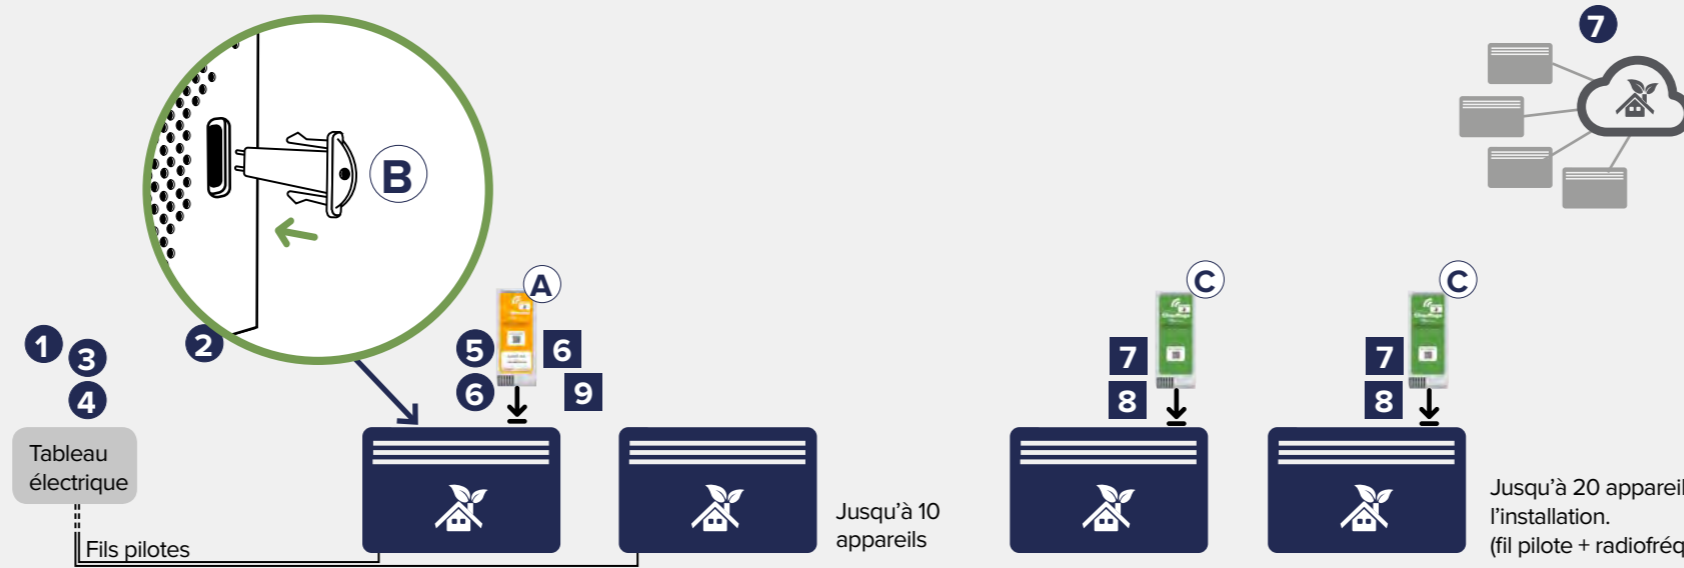 7
B
A
C
C
1
3
2
5
6
7
7
4
6
9
8
8
Tableau
électrique
Fils pilotes
Jusqu'à 10
appareils
Jusqu'à 20 appareil
l'installation.
(fil pilote + radiofréq